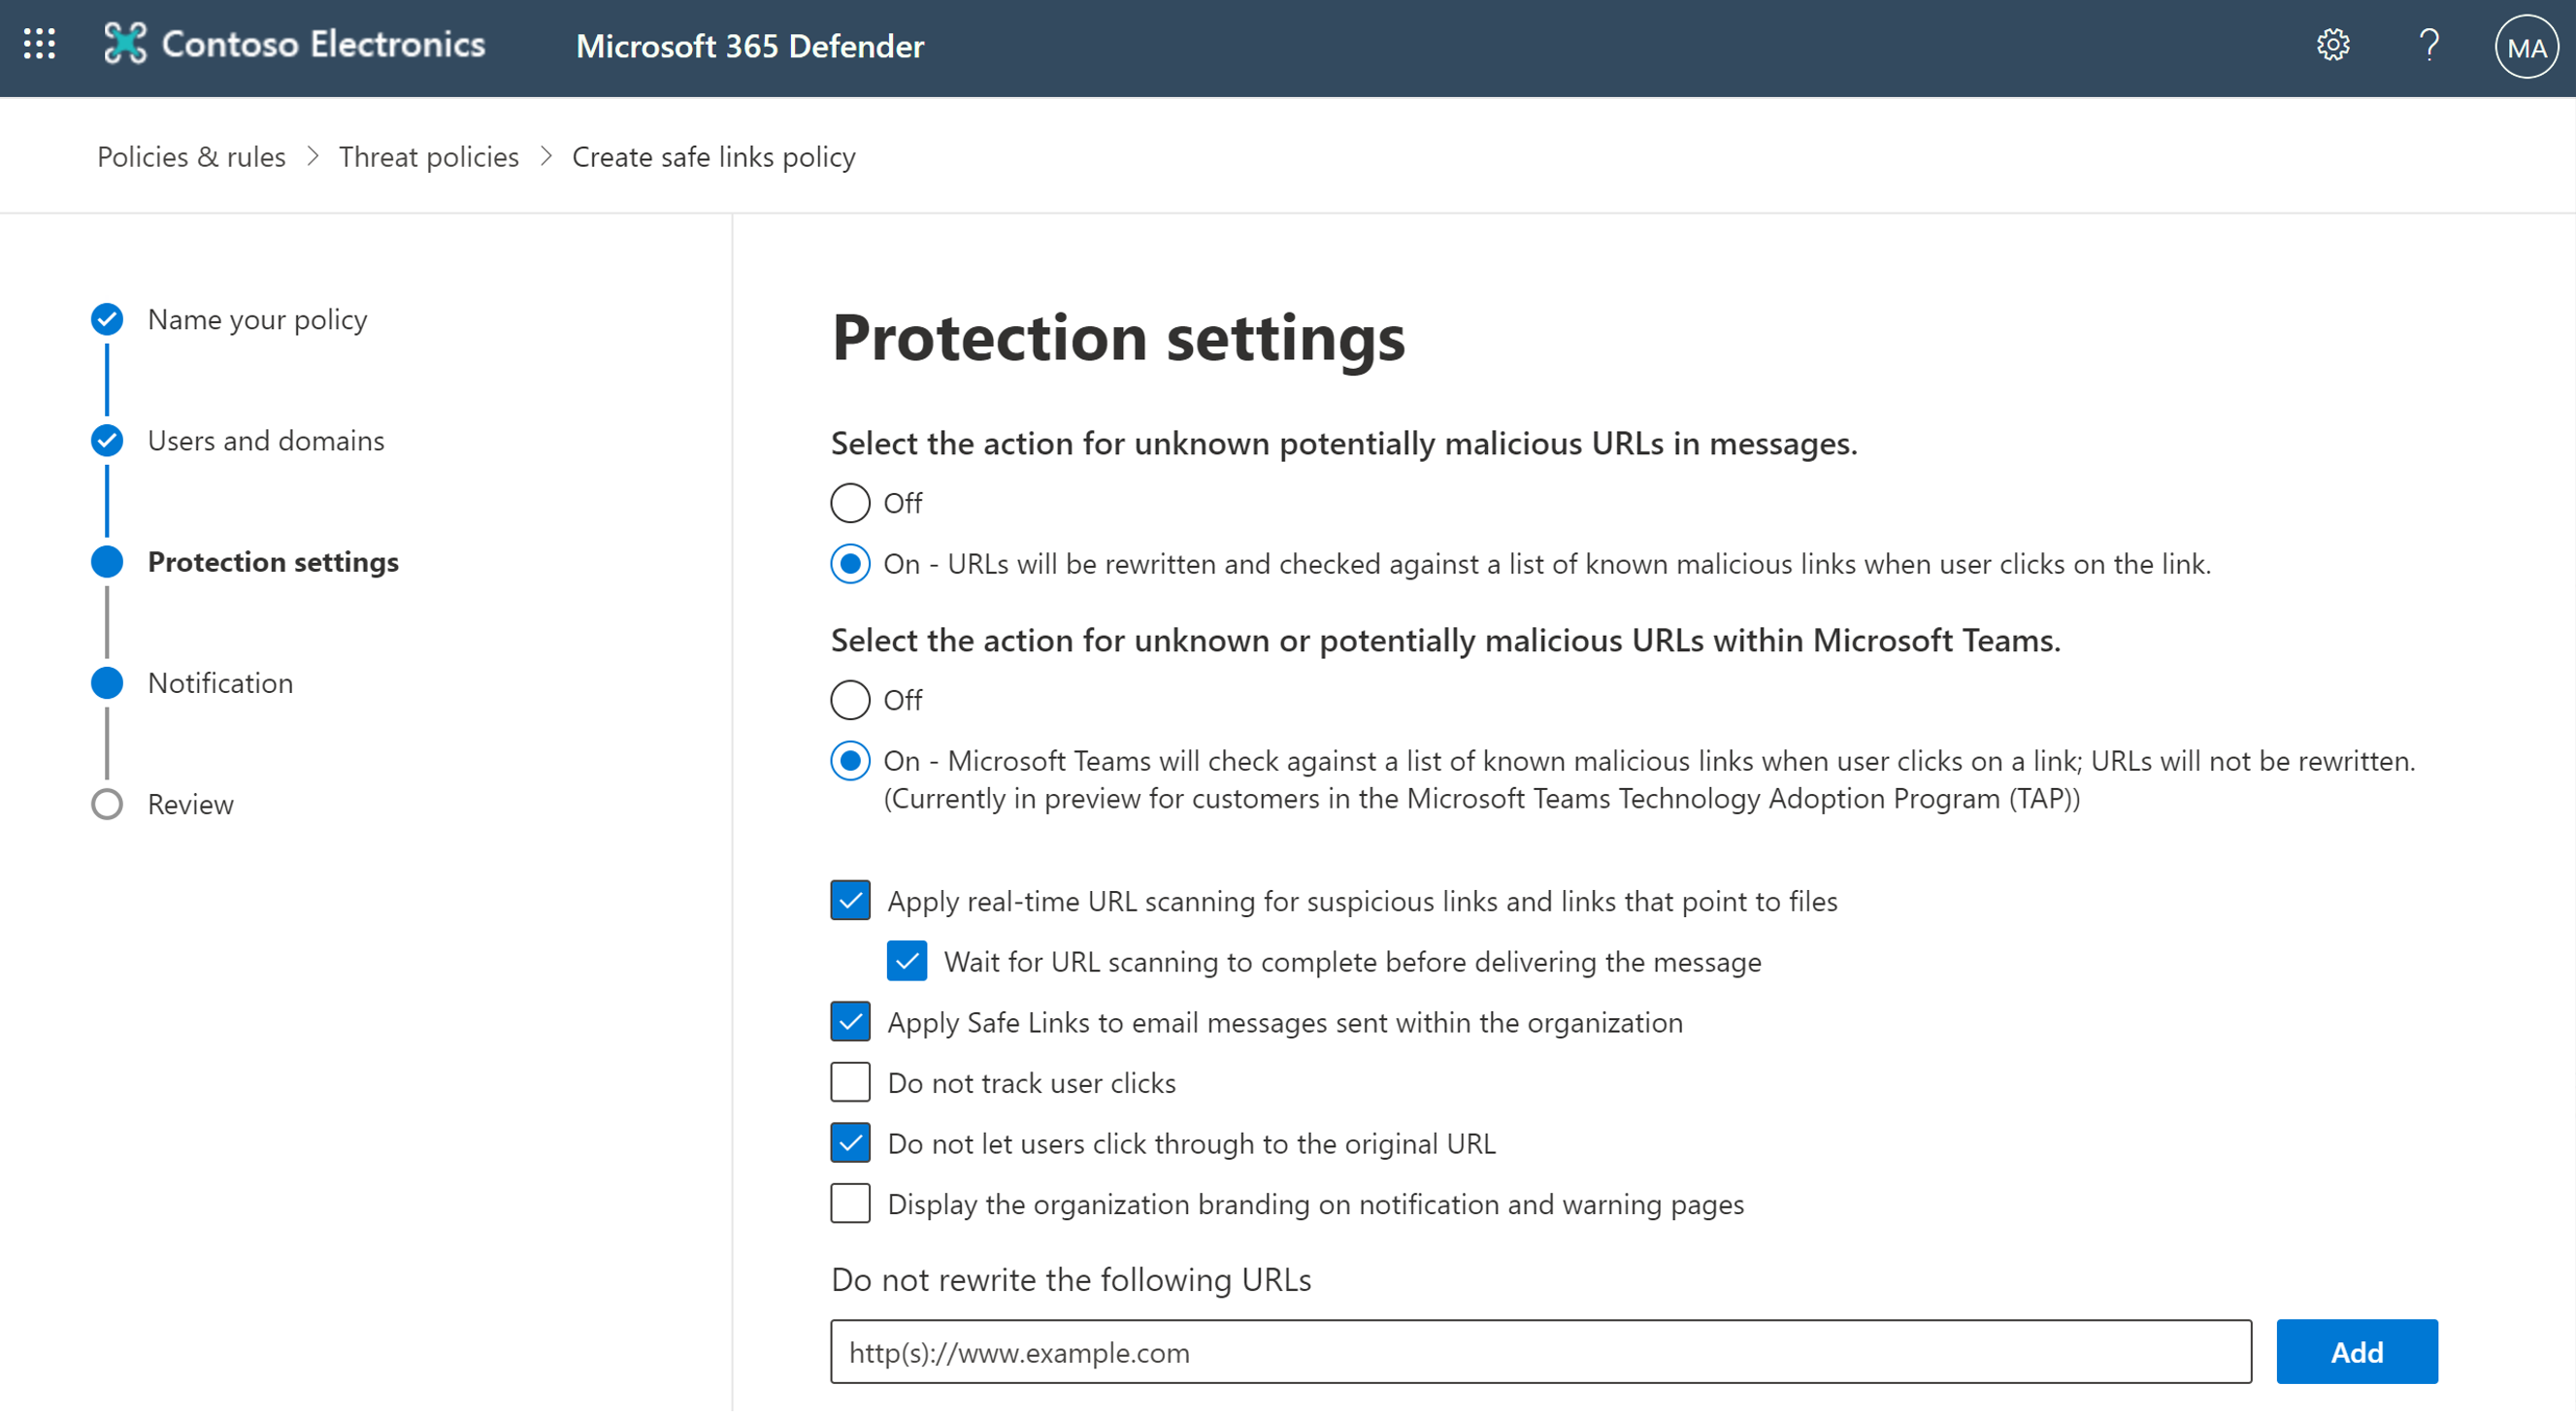 Contoso Electronics
Microsoft 365 Defender
?
MA
Policies & rules > Threat policies > Create safe links policy
Name your policy
Users and domains
Protection settings
Notification
Review
Protection settings
Select the action for unknown potentially malicious URLs in messages.
Off
On - URLs will be rewritten and checked against a list of known malicious links when user clicks on the link.
Select the action for unknown or potentially malicious URLs within Microsoft Teams.
Off
On - Microsoft Teams will check against a list of known malicious links when user clicks on a link; URLs will not be rewritten.
(Currently in preview for customers in the Microsoft Teams Technology Adoption Program (TAP))
Apply real-time URL scanning for suspicious links and links that point to files
Wait for URL scanning to complete before delivering the message
Apply Safe Links to email messages sent within the organization
Do not track user clicks
Do not let users click through to the original URL
Display the organization branding on notification and warning pages
Do not rewrite the following URLs
http(s)://www.example.com
Add